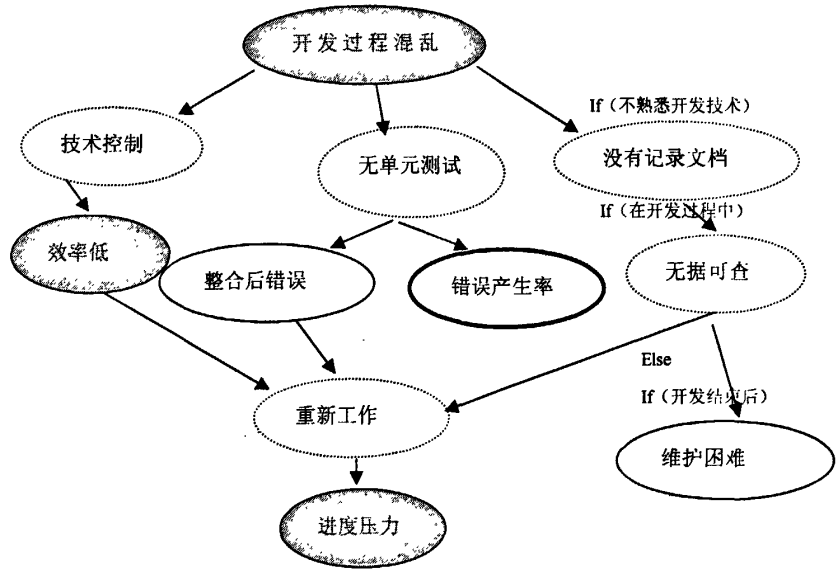 开发过程混乱
If（不熟悉开发技术）
技术控制
无单元测试
没有记录文档
If（在开发过程中）
效率低
整合后错误
错误产生率
无据可查
Else
If（开发结束后）
重新工作
维护困难
进度压力